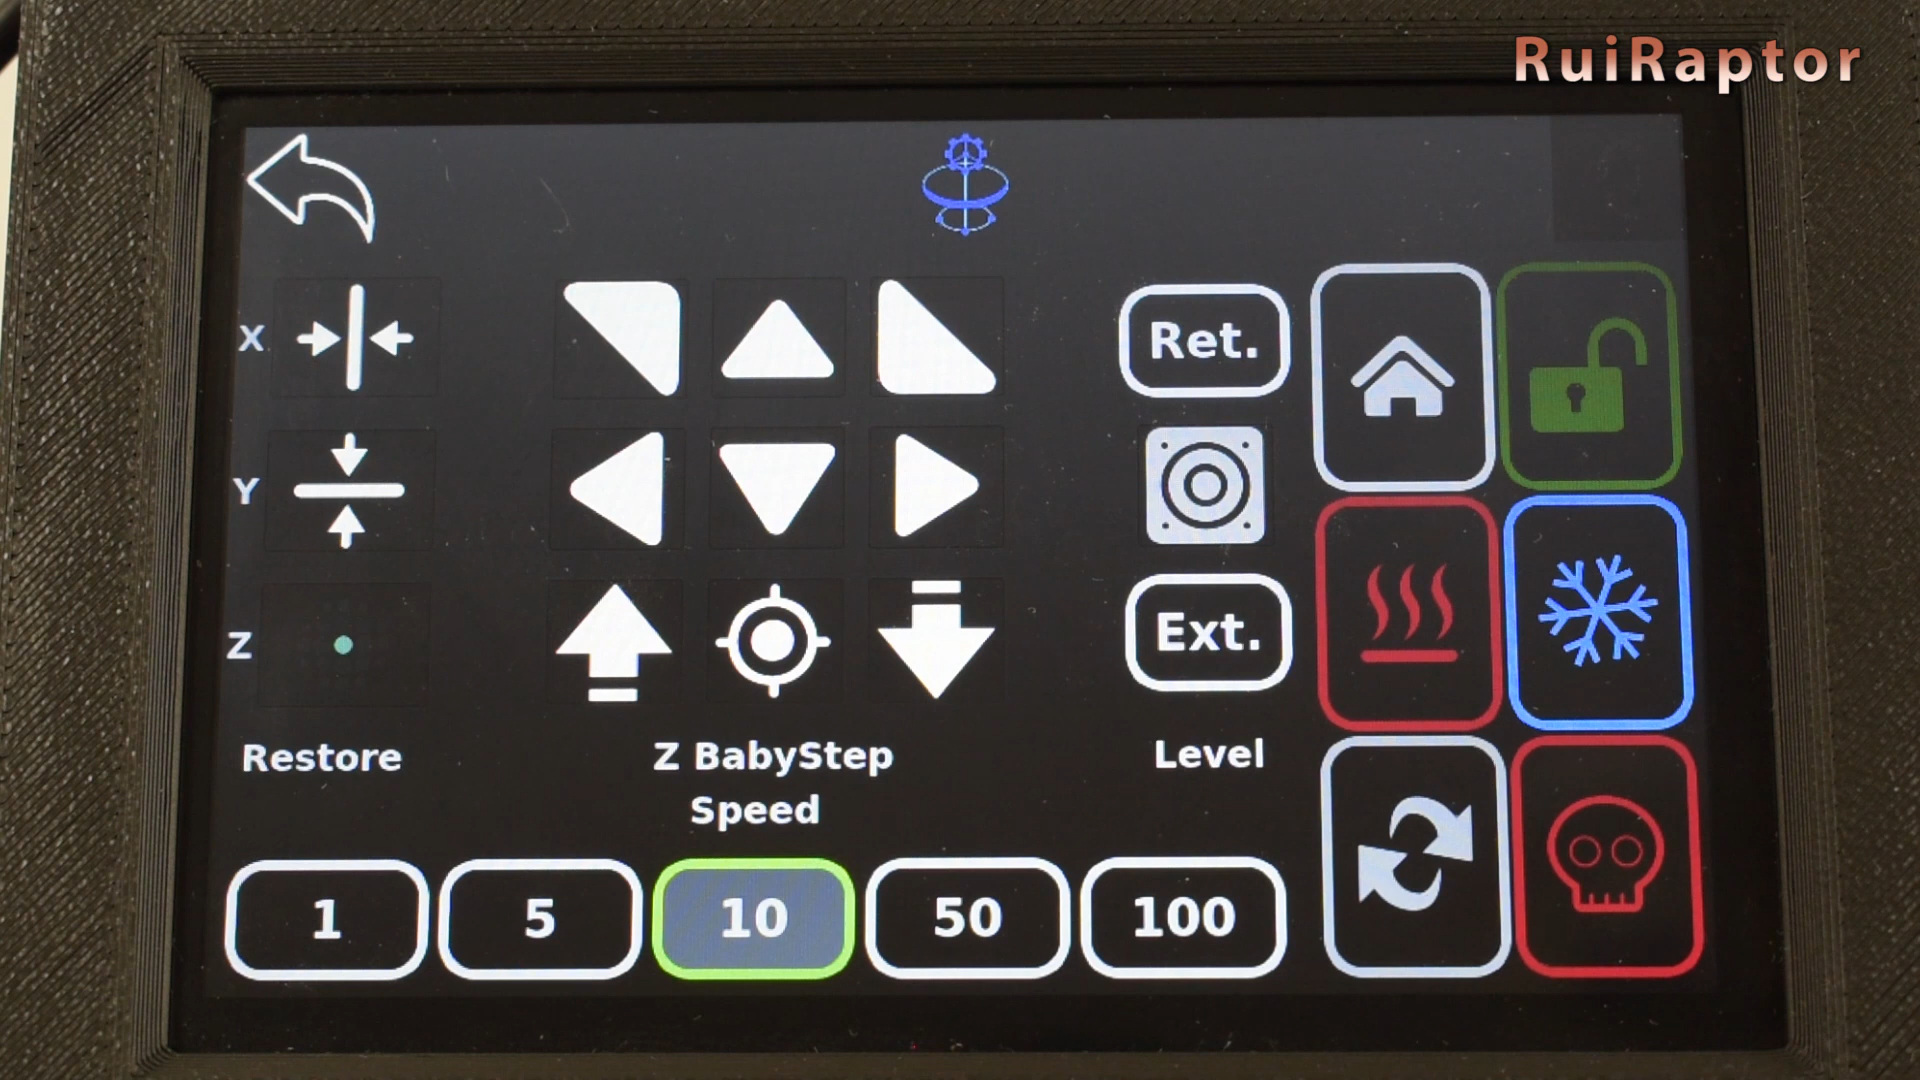 RuiRaptor
X
Ret.
Y
Z
Ext.
Restore
Z BabyStep
Level
Speed
1
5
10
50
100